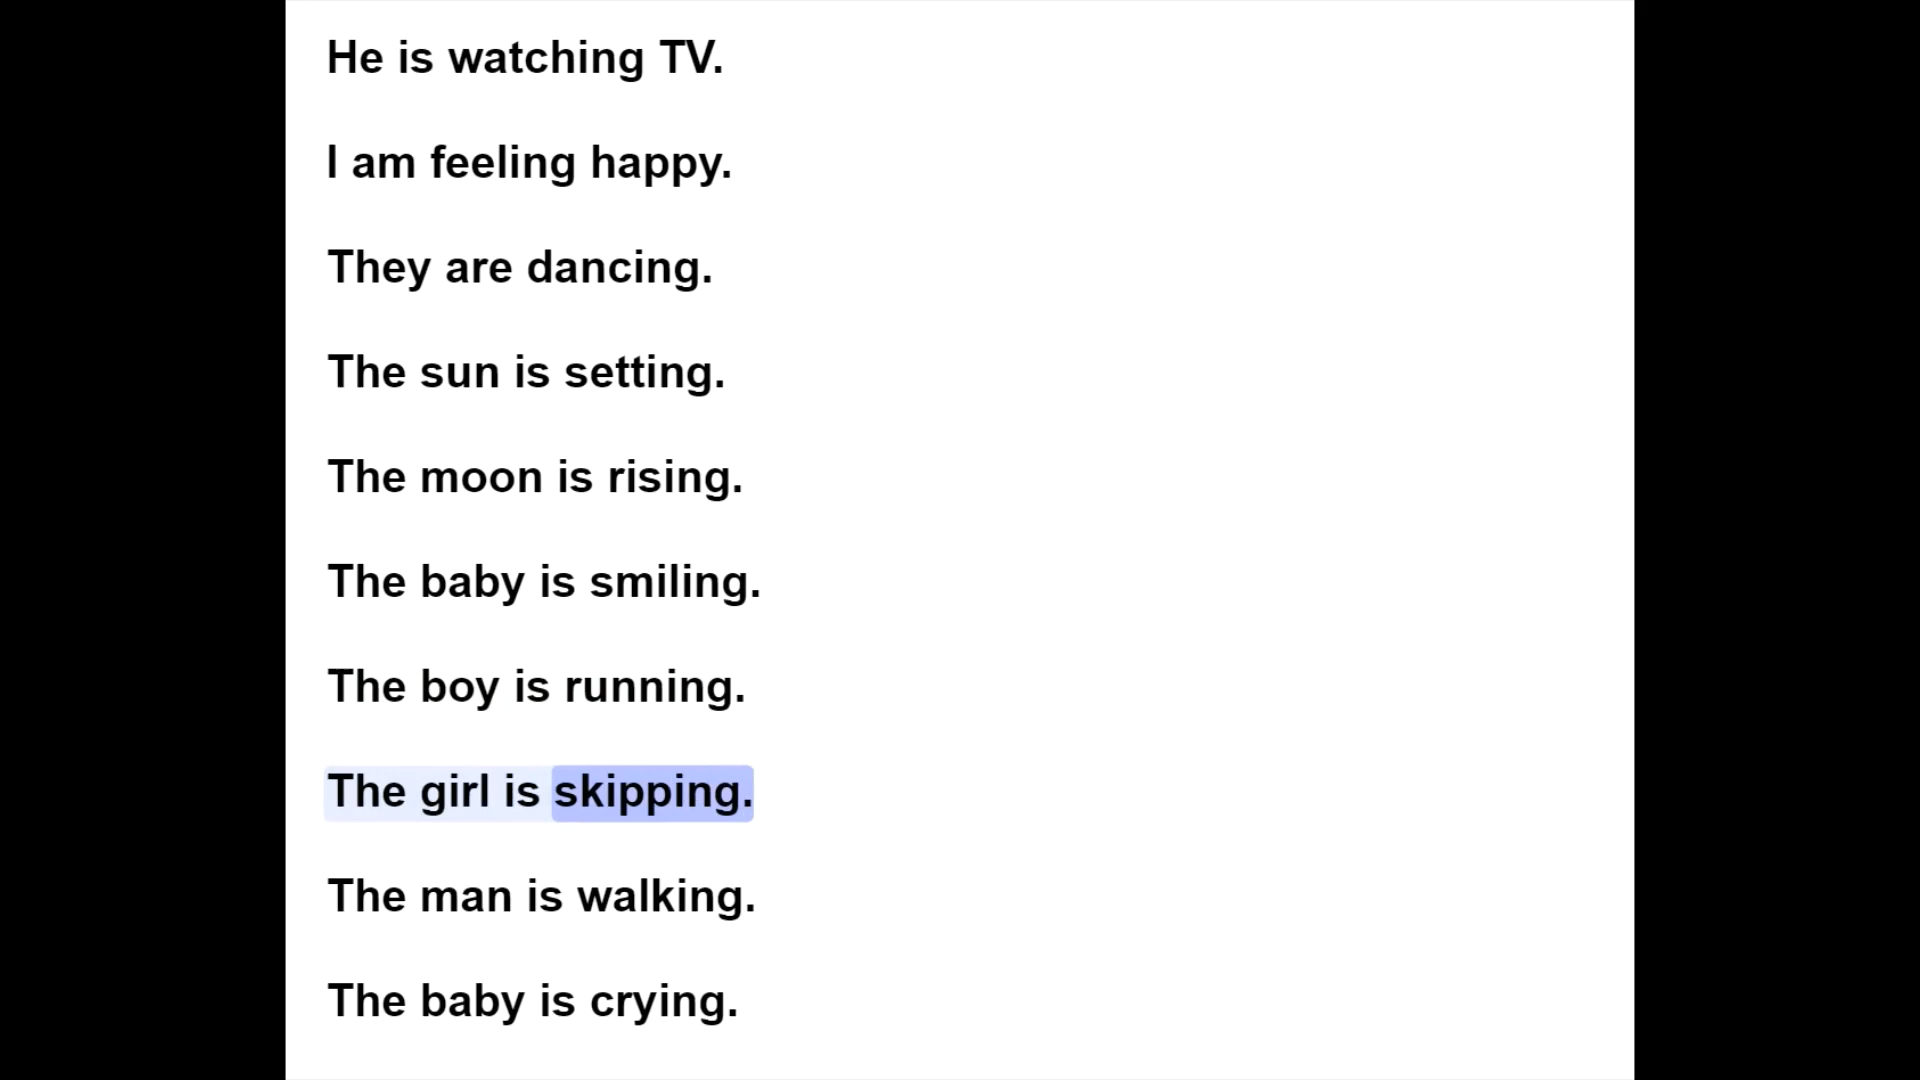 He is watching TV.
I am feeling happy.
They are dancing.
The sun is setting.
The moon is rising.
The baby is smiling.
The boy is running.
The girl is skipping.
The man is walking.
The baby is crying.